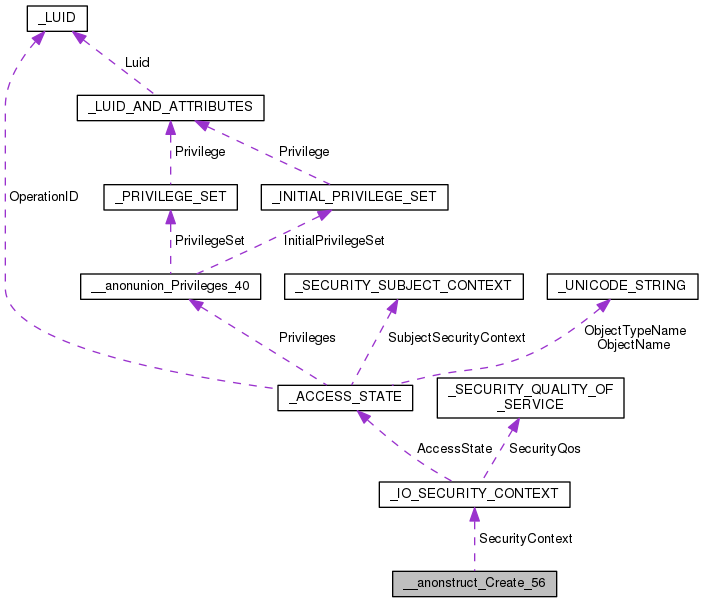 _LUID
Luid
_LUID_AND_ATTRIBUTES
Privilege
Privilege
OperationID
_PRIVILEGE_SET
_INITIAL_PRIVILEGE_SET
PrivilegeSet
InitialPrivilegeSet
__anonunion_Privileges_40
_SECURITY_SUBJECT_CONTEXT
_UNICODE_STRING
Privileges
SubjectSecurityContext
ObjectTypeName
ObjectName
_ACCESS_STATE
_SECURITY_QUALITY_OF
_SERVICE
AccessState
SecurityQos
_IO_SECURITY_CONTEXT
SecurityContext
__anonstruct_Create_56